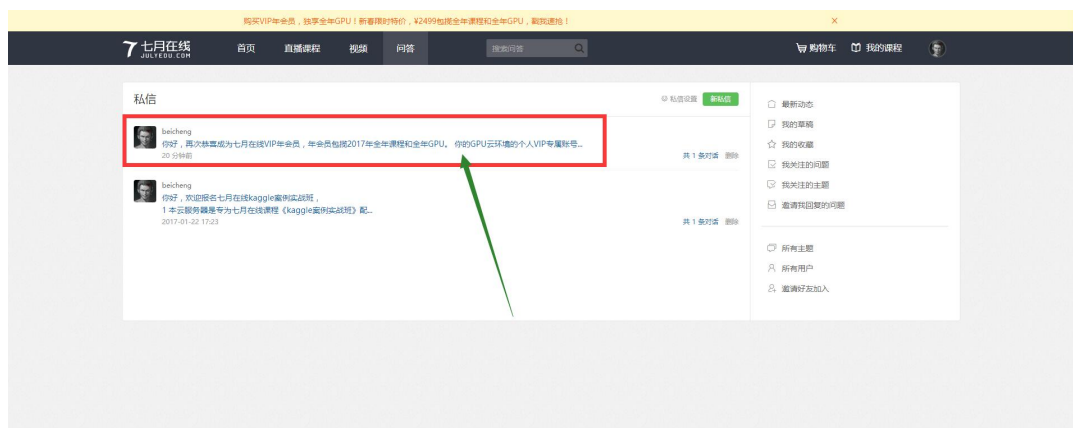 购买VIP年会员，独享全年GPU！新春限时特价，¥2499包揽全年课程和全年GPU，戳我速抢！
×
七月在线
JULYEDU.COM
首页 直播课程 视频 问答
搜索问答
购物车 我的课程
私信
私信设置 新私信
beicheng
你好，再次恭喜成为七月在线VIP年会员，年会员包揽2017年全年课程和全年GPU。 你的GPU云环境的个人VIP专属账号...
20 分钟前
共 1 条对话 删除
beicheng
你好，欢迎报名七月在线kaggle案例实战班，
1 本云服务器是专为七月在线课程《kaggle案例实战班》配...
2017-01-22 17:23
共 1 条对话 删除
最新动态
我的草稿
我的收藏
我关注的问题
我关注的主题
邀请我回复的问题
所有主题
所有用户
邀请好友加入